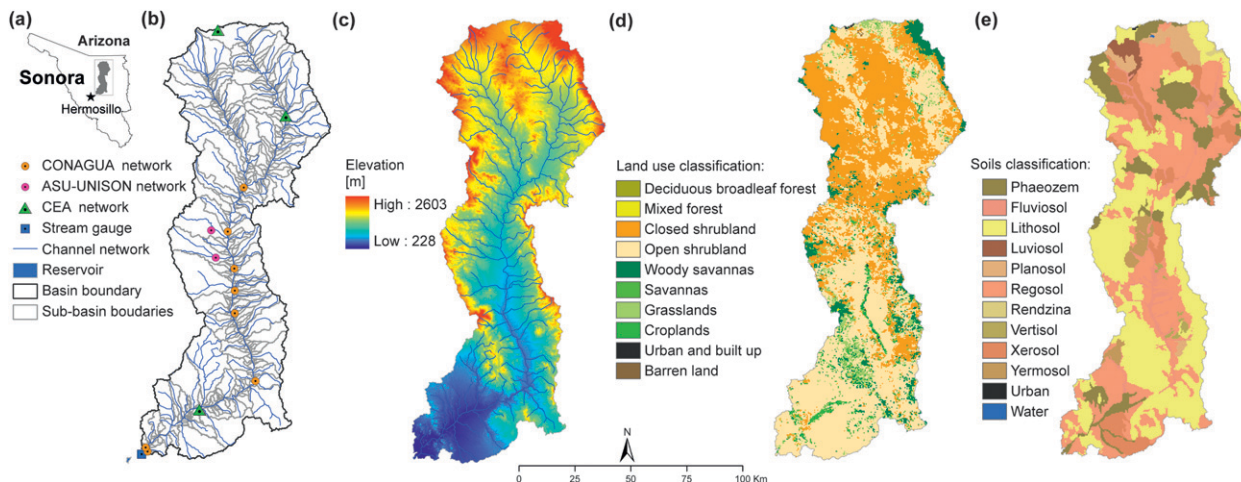 (a)
Arizona
Sonora
Hermosillo
CONAGUA network
ASU-UNISON network
CEA network
Stream gauge
Channel network
Reservoir
Basin boundary
Sub-basin boudaries
(b)
(c)
Elevation
[m]
High : 2603
Low : 228
(d)
Land use classification:
Deciduous broadleaf forest
Mixed forest
Closed shrubland
Open shrubland
Woody savannas
Savannas
Grasslands
Croplands
Urban and built up
Barren land
N
0 25 50 100 Km
(e)
Soils classification:
Phaeozem
Fluviosol
Lithosol
Luviosol
Planosol
Regosol
Rendzina
Vertisol
Xerosol
Yermosol
Urban
Water